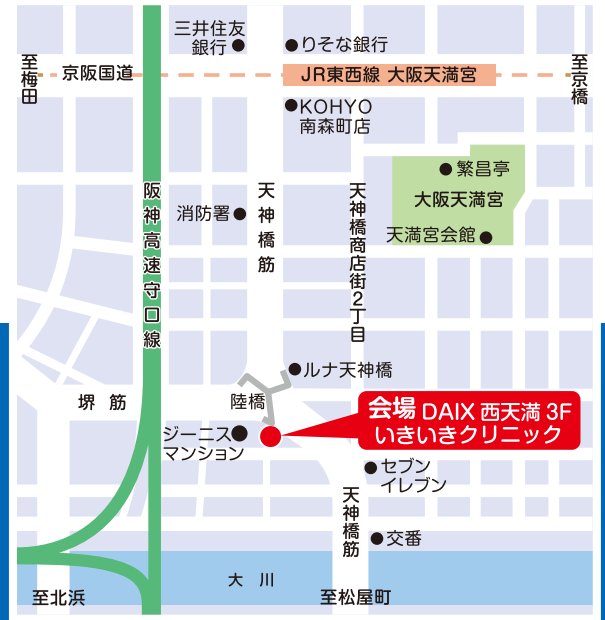 三井住友
銀行
りそな銀行
至梅田
京阪国道
JR東西線 大阪天満宮
至京橋
KOHYO
南森町店
繁昌亭
大阪天満宮
天満宮会館
阪神高速守口線
消防署
天神橋筋
天神橋商店街2丁目
ルナ天神橋
堺筋
陸橋
会場 DAIX 西天満 3F
いきいきクリニック
ジーニス
マンション
セブン
イレブン
天神橋筋
交番
大川
至北浜
至松屋町